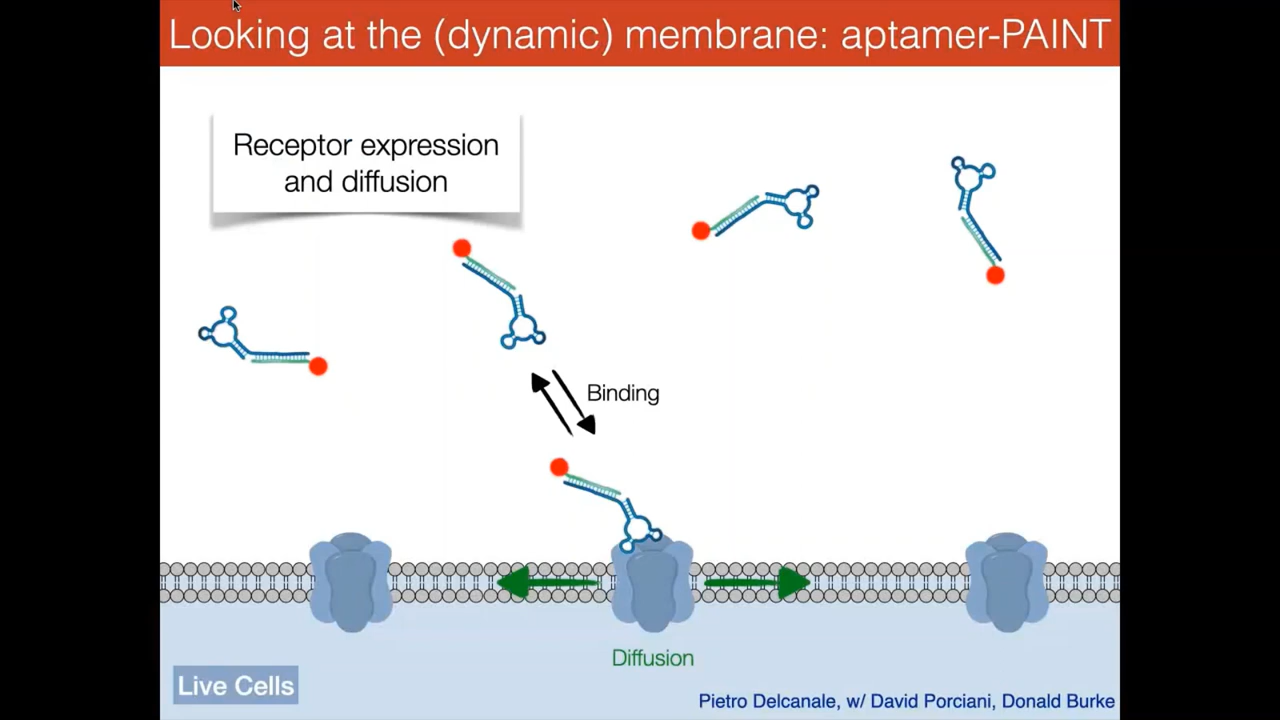 Looking at the (dynamic) membrane: aptamer-PAINT
Receptor expression
and diffusion
Binding
Diffusion
Live Cells
Pietro Delcanale, w/ David Porciani, Donald Burke